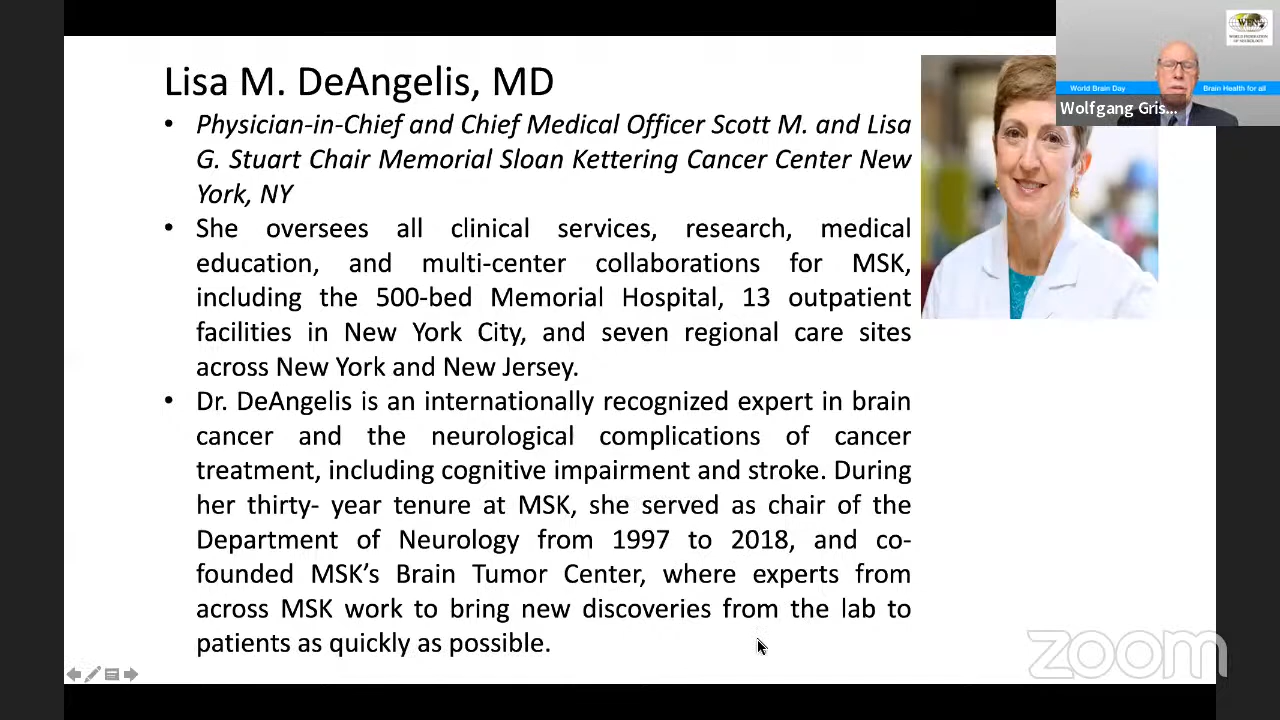 Lisa M. DeAngelis, MD
• Physician-in-Chief and Chief Medical Officer Scott M. and Lisa
G. Stuart Chair Memorial Sloan Kettering Cancer Center New
York, NY
• She oversees all clinical services, research, medical
education, and multi-center collaborations for MSK,
including the 500-bed Memorial Hospital, 13 outpatient
facilities in New York City, and seven regional care sites
across New York and New Jersey.
• Dr. DeAngelis is an internationally recognized expert in brain
cancer and the neurological complications of cancer
treatment, including cognitive impairment and stroke. During
her thirty- year tenure at MSK, she served as chair of the
Department of Neurology from 1997 to 2018, and co-
founded MSK’s Brain Tumor Center, where experts from
across MSK work to bring new discoveries from the lab to
patients as quickly as possible.
WFN
WORLD FEDERATION
OF NEUROLOGY
World Brain Day
Brain Health for all
Wolfgang Gris...
zoom